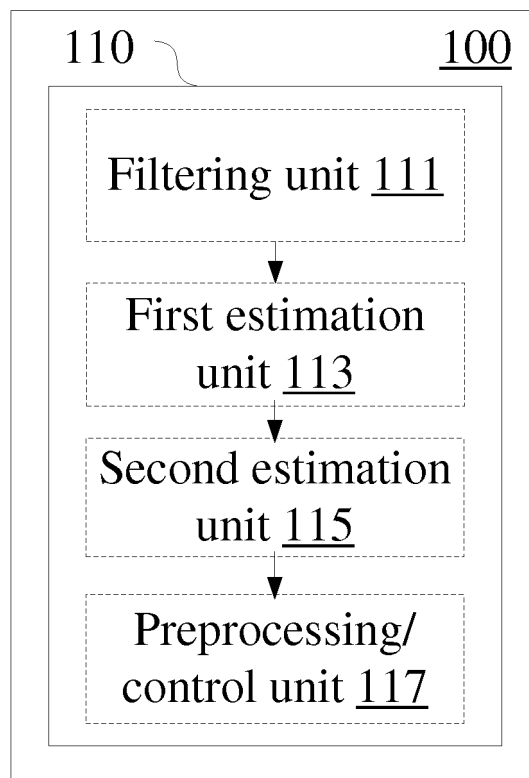 110 100
Filtering unit 111
First estimation
unit 113
Second estimation
unit 115
Preprocessing/
control unit 117